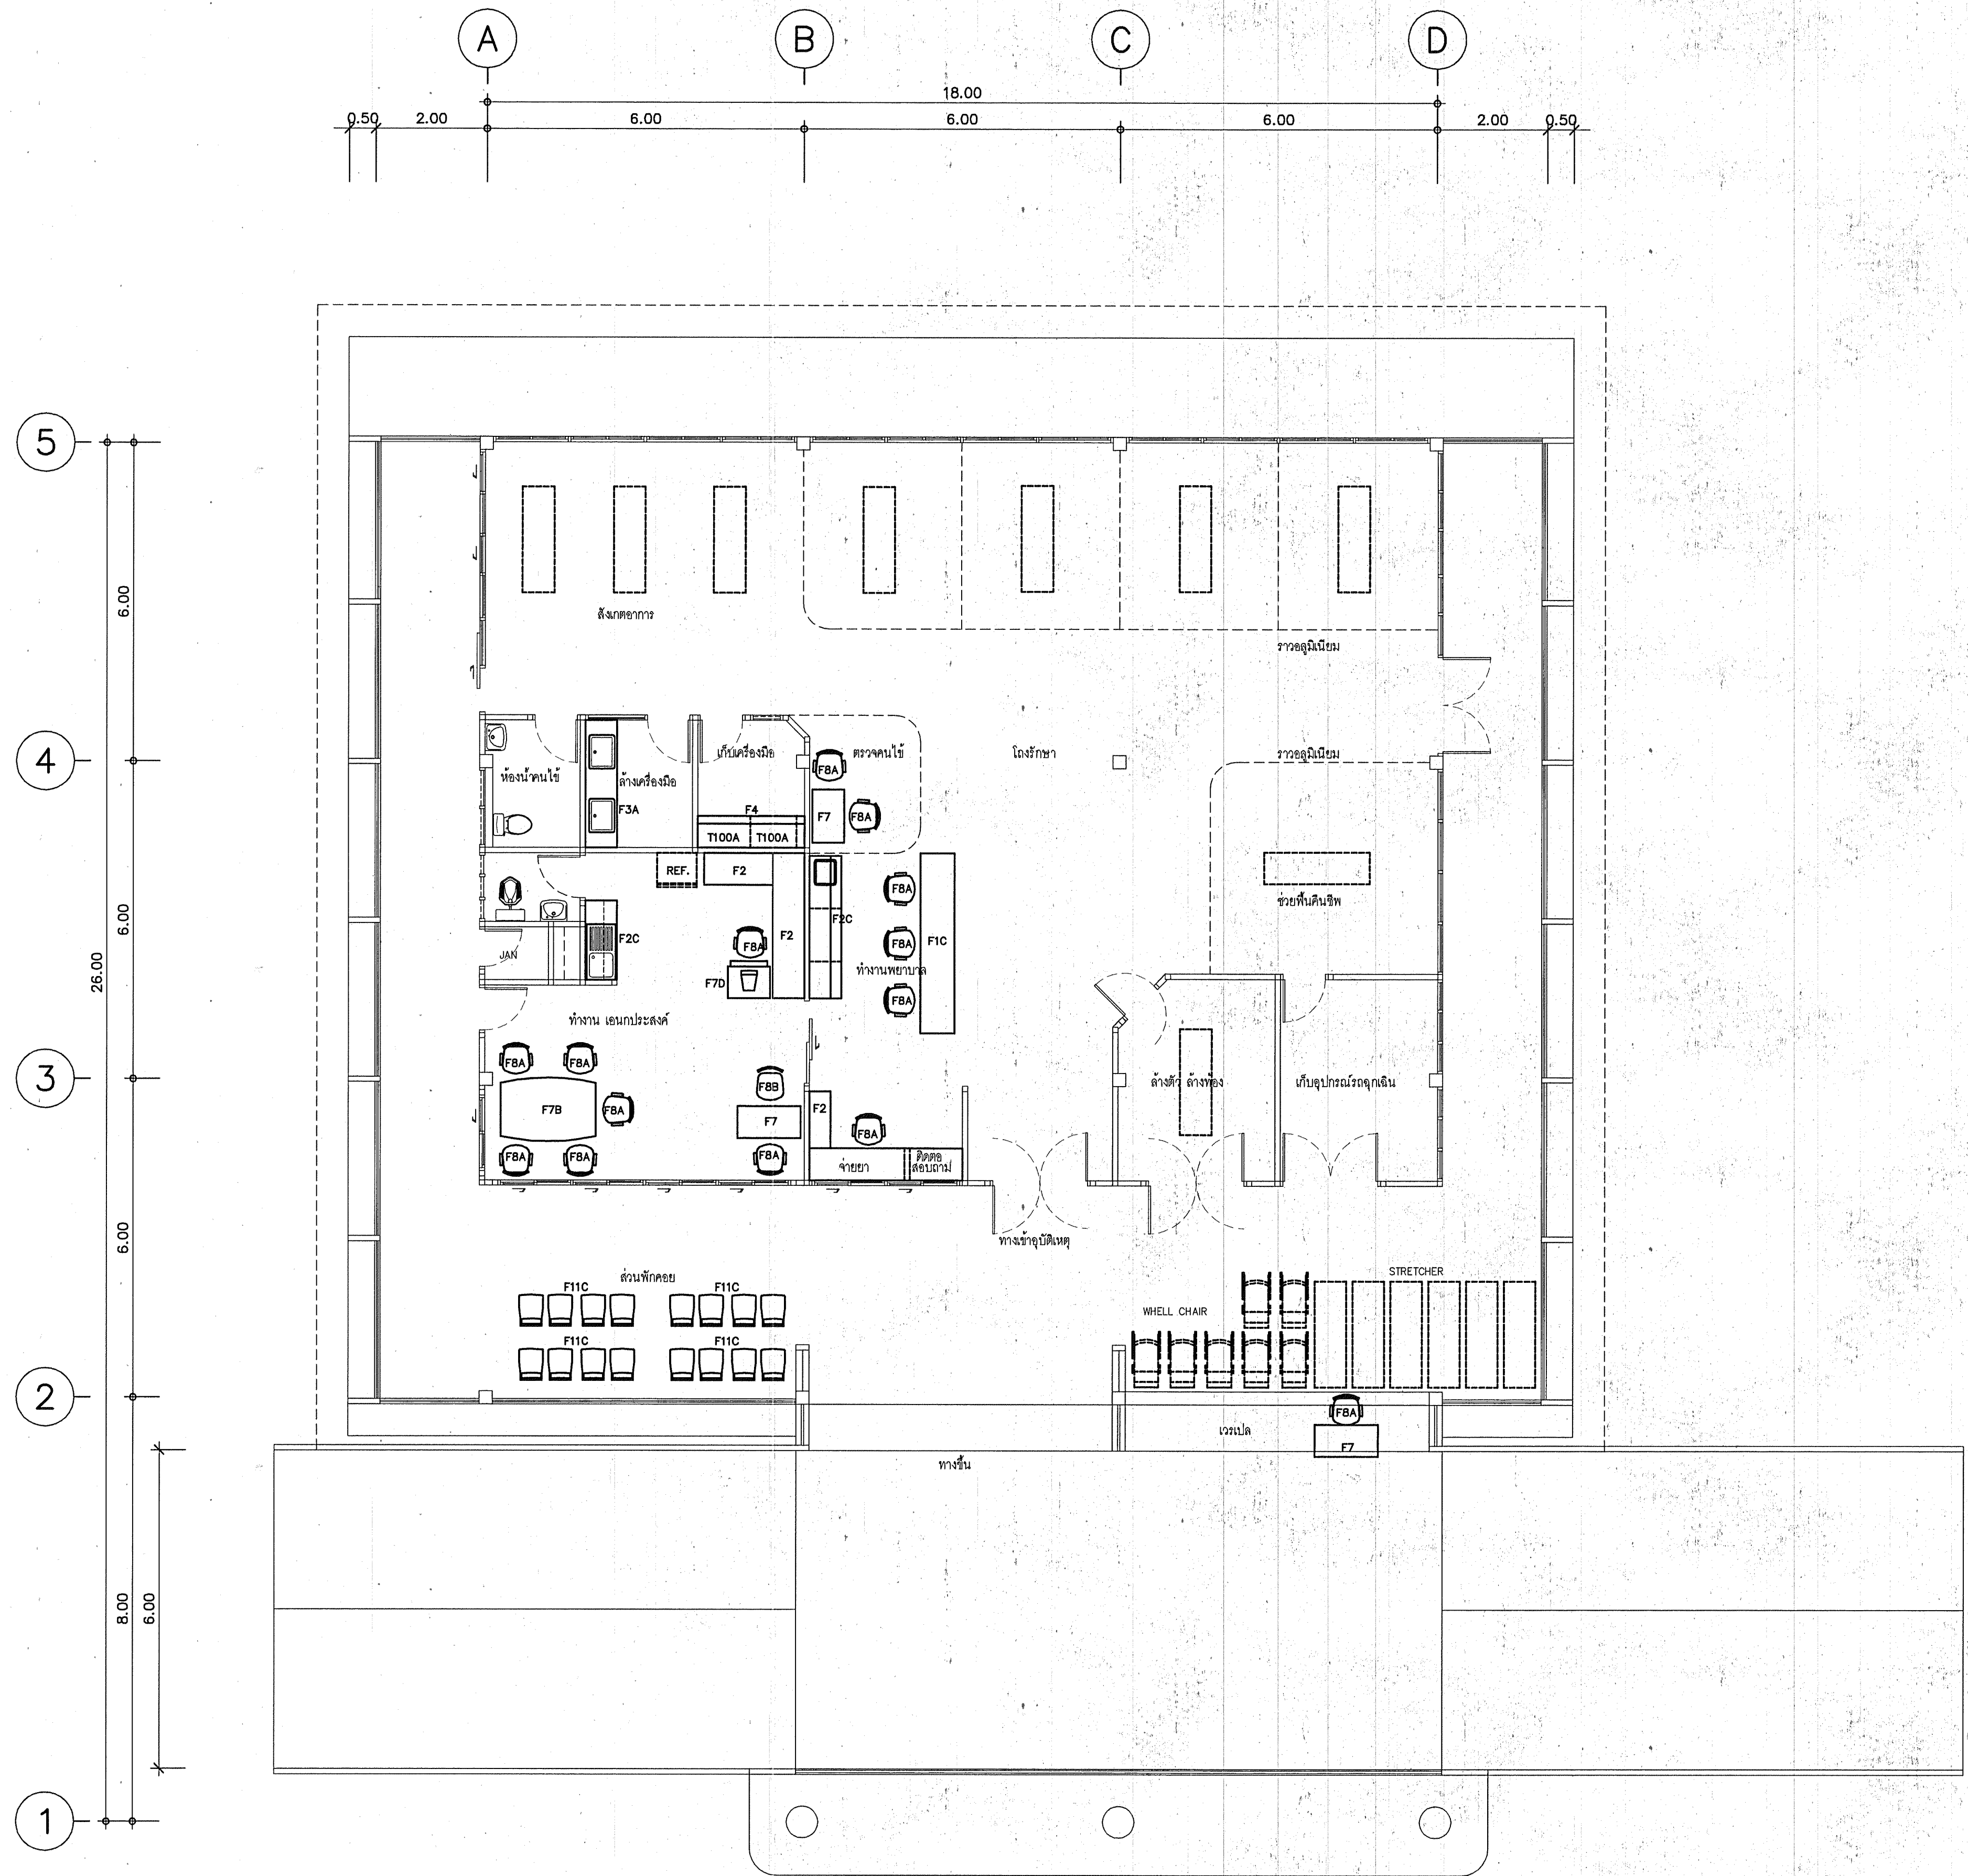 A B C D
18.00
0.50 2.00 6.00 6.00 6.00 2.00 0.50
5
6.00
สังเกตอาการ
ราวอลูมิเนียม
4
ห้องน้ำคนไข้
ล้างเครื่องมือ
เก็บเครื่องมือ
ตรวจคนไข้
โถงรักษา
ราวอลูมิเนียม
F8A
F3A
F4
F7
F8A
T100A T100A
REF.
F2
F8A
ช่วยฟื้นคืนชีพ
6.00
F2C
F2C
F8A
F2
F8A
F1C
JAN
26.00
F7D
ทำงานพยาบาล
F8A
ทำงาน เอนกประสงค์
3
F8A F8A
F8B
ล้างตัว ล้างท้อง
เก็บอุปกรณ์รถฉุกเฉิน
F7B
F8A
F7
F2
F8A
F8A F8A
F8A
จ่ายยา
ติดต่อ
สอบถาม
6.00
ทางเข้าอุบัติเหตุ
ส่วนพักคอย
STRETCHER
F11C F11C
WHELL CHAIR
F11C F11C
2
F8A
เวรเปล
F7
ทางขึ้น
8.00
6.00
1